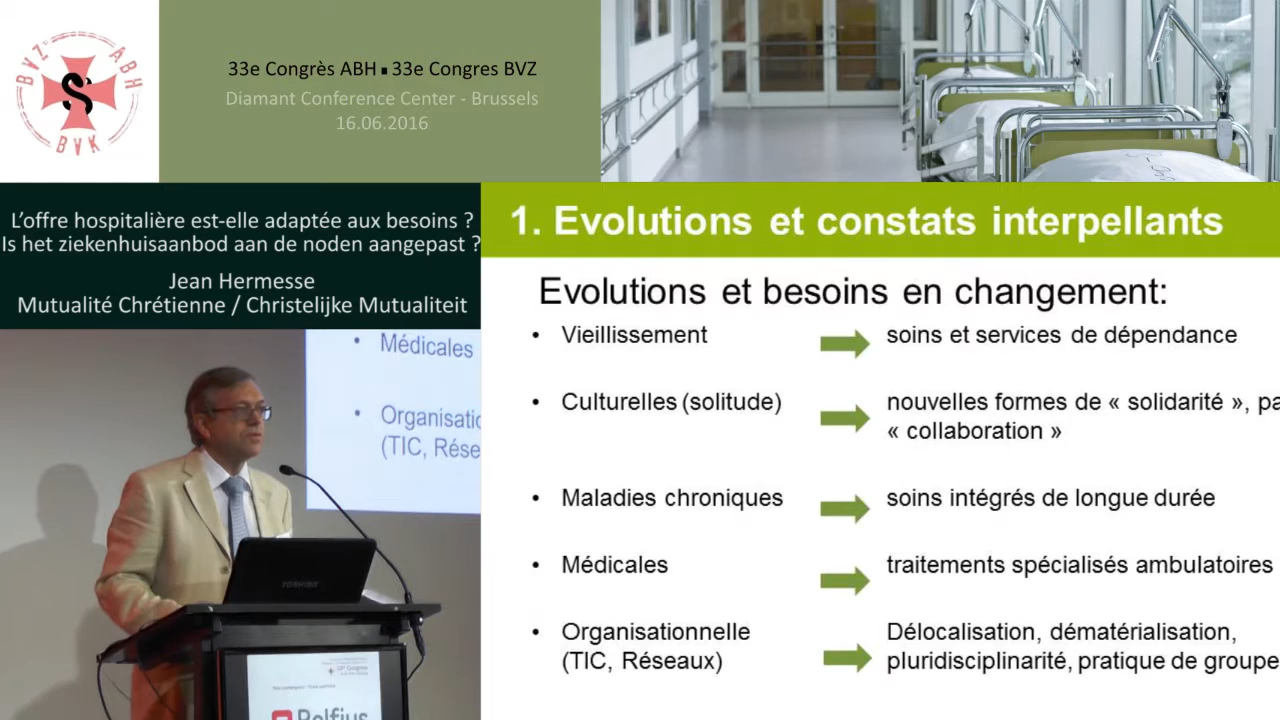 BVZ ABH
BVK
33e Congrès ABH ▪ 33e Congres BVZ
Diamant Conference Center - Brussels
16.06.2016
L’offre hospitalière est-elle adaptée aux besoins ?
Is het ziekenhuisaanbod aan de noden aangepast ?
Jean Hermesse
Mutualité Chrétienne / Christelijke Mutualiteit
• Médicales
• Organisatio
(TIC, Rése
TOSHIBA
Belfius
1. Evolutions et constats interpellants
Evolutions et besoins en changement:
• Vieillissement
soins et services de dépendance
• Culturelles (solitude)
nouvelles formes de « solidarité », pa
« collaboration »
• Maladies chroniques
soins intégrés de longue durée
• Médicales
traitements spécialisés ambulatoires
• Organisationnelle
(TIC, Réseaux)
Délocalisation, dématérialisation,
pluridisciplinarité, pratique de groupe